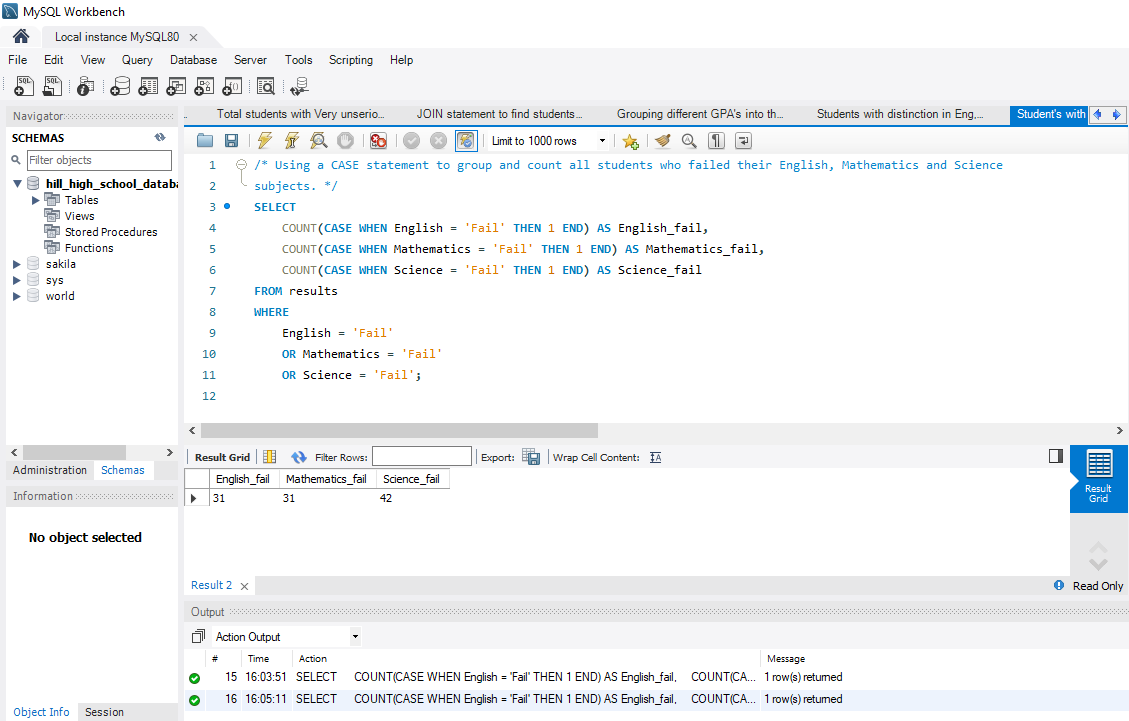 MySQL Workbench
Local instance MySQL80
File Edit View Query Database Server Tools Scripting Help
Navigator
SCHEMAS
Filter objects
hill_high_school_databa
Tables
Views
Stored Procedures
Functions
sakila
sys
world
Administration Schemas
Information
No object selected
Object Info Session
Total students with Very unserio... JOIN statement to find students... Grouping different GPA's into th... Students with distinction in Eng,... Student's with
Limit to 1000 rows
1 /* Using a CASE statement to group and count all students who failed their English, Mathematics and Science
2 subjects. */
3 SELECT
4 COUNT(CASE WHEN English = 'Fail' THEN 1 END) AS English_fail,
5 COUNT(CASE WHEN Mathematics = 'Fail' THEN 1 END) AS Mathematics_fail,
6 COUNT(CASE WHEN Science = 'Fail' THEN 1 END) AS Science_fail
7 FROM results
8 WHERE
9 English = 'Fail'
10 OR Mathematics = 'Fail'
11 OR Science = 'Fail';
12
Result Grid Filter Rows: Export: Wrap Cell Content:
English_fail Mathematics_fail Science_fail
31 31 42
Result
Grid
Result 2 Read Only
Output
Action Output
# Time Action Message
15 16:03:51 SELECT COUNT(CASE WHEN English = 'Fail' THEN 1 END) AS English_fail, COUNT(CA... 1 row(s) returned
16 16:05:11 SELECT COUNT(CASE WHEN English = 'Fail' THEN 1 END) AS English_fail, COUNT(CA... 1 row(s) returned